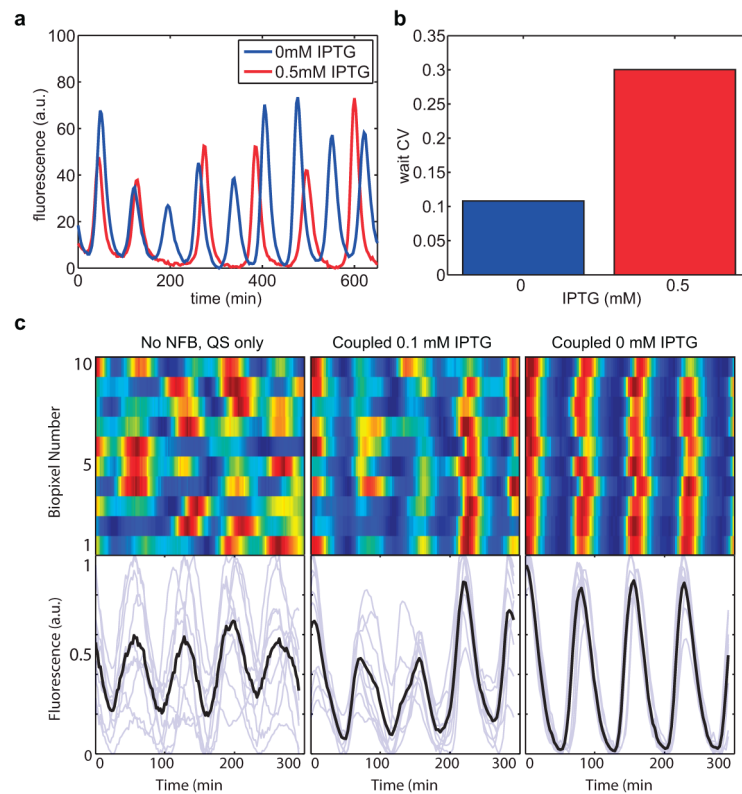 a
100
80
60
40
20
0
fluorescence (a.u.)
0mM IPTG
0.5mM IPTG
0 200 400 600
time (min)
b
0.35
0.3
0.25
0.2
0.15
0.1
0.05
0
wait CV
0 0.5
IPTG (mM)
c
No NFB, QS only
Coupled 0.1 mM IPTG
Coupled 0 mM IPTG
10
5
1
Biopixel Number
1
0.5
0
Fluorescence (a.u.)
0 100 200 300
0 100 200 300
0 100 200 300
Time (min
Time (min
Time (min